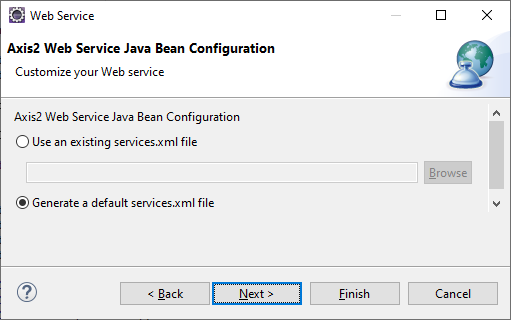 Web Service
Axis2 Web Service Java Bean Configuration
Customize your Web service
Axis2 Web Service Java Bean Configuration
Use an existing services.xml file
Browse
Generate a default services.xml file
? < Back Next > Finish Cancel